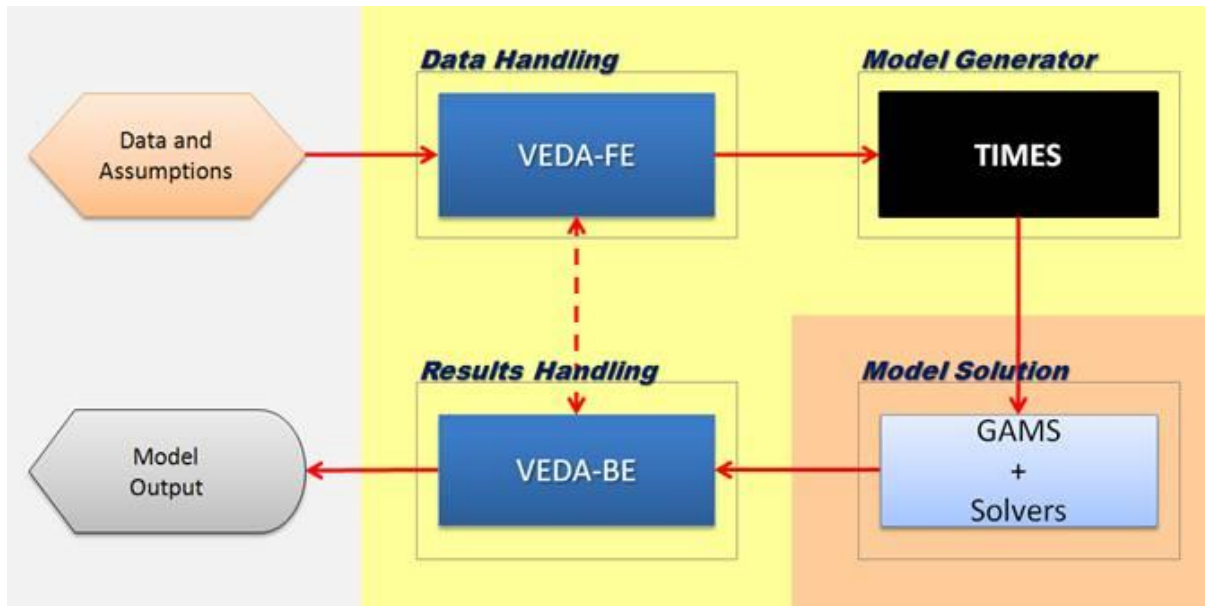 Data Handling
Model Generator
Data and
Assumptions
VEDA-FE
TIMES
Results Handling
Model Solution
Model
Output
VEDA-BE
GAMS
+
Solvers